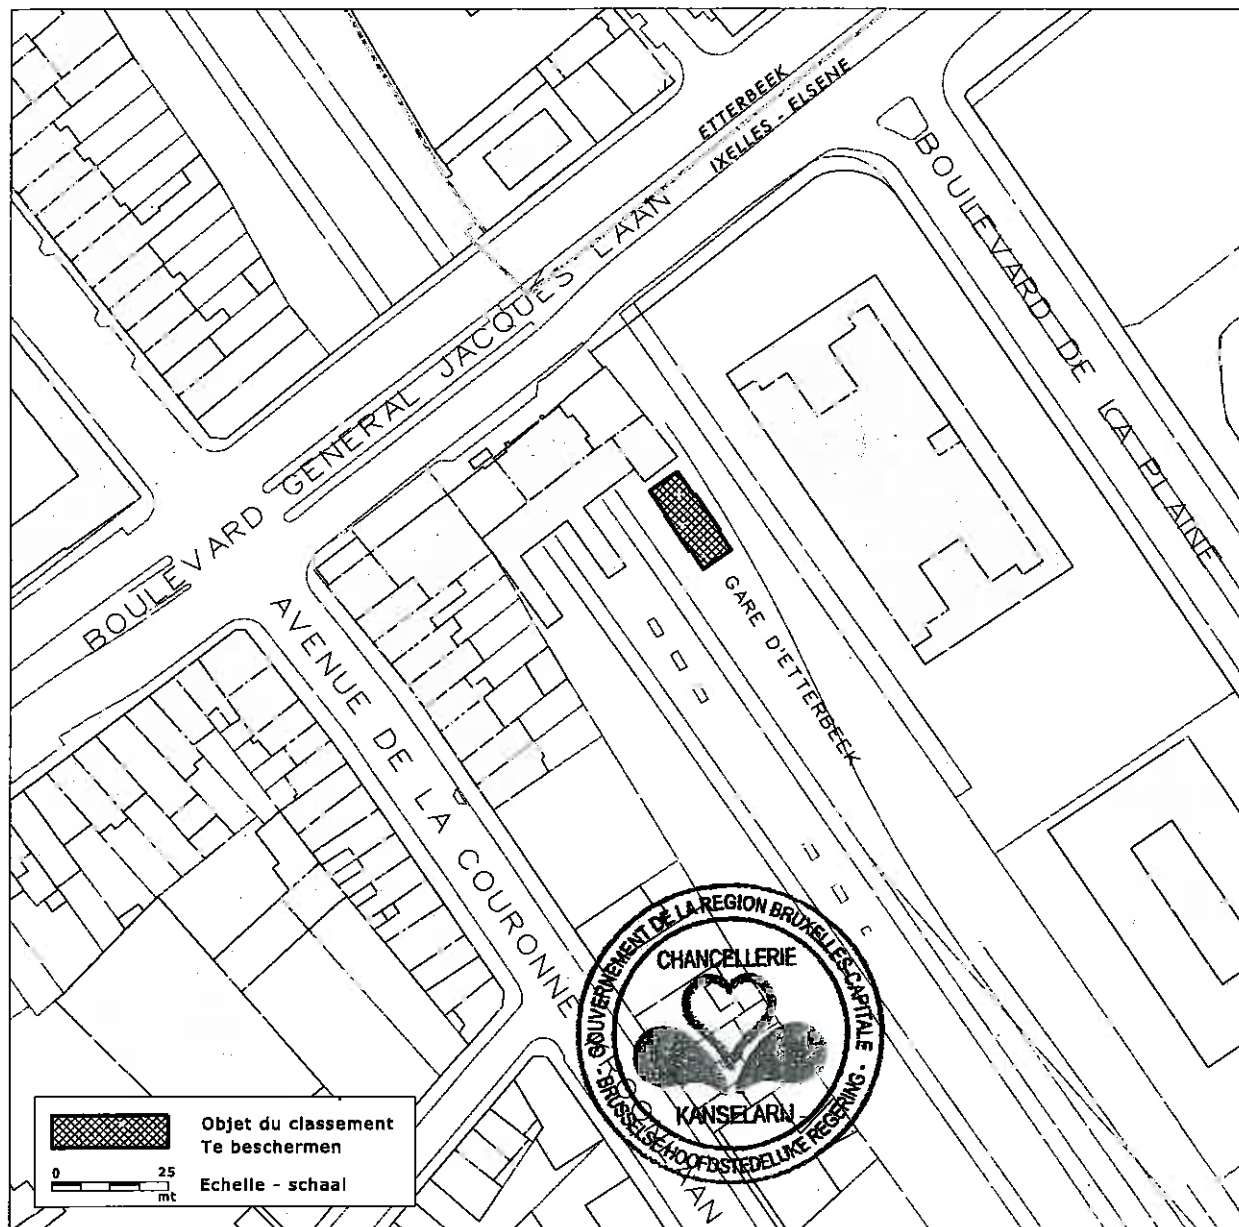 ETTERBEEK
IXELLES - ELSENE
BOULEVARD DE LA PLAINE
BOULEVARD GENERAL JACQUES LAAN
GARE D'ETTERBEEK
AVENUE DE LA COURONNE
GOUVERNEMENT DE LA REGION BRUXELLES-CAPITALE
CHANCELLERIE
KANSELARIJ
- BRUSSELSE HOOFDSTEDELIJKE REGERING -
Objet du classement
Te beschermen
0 25
mt
Echelle - schaal